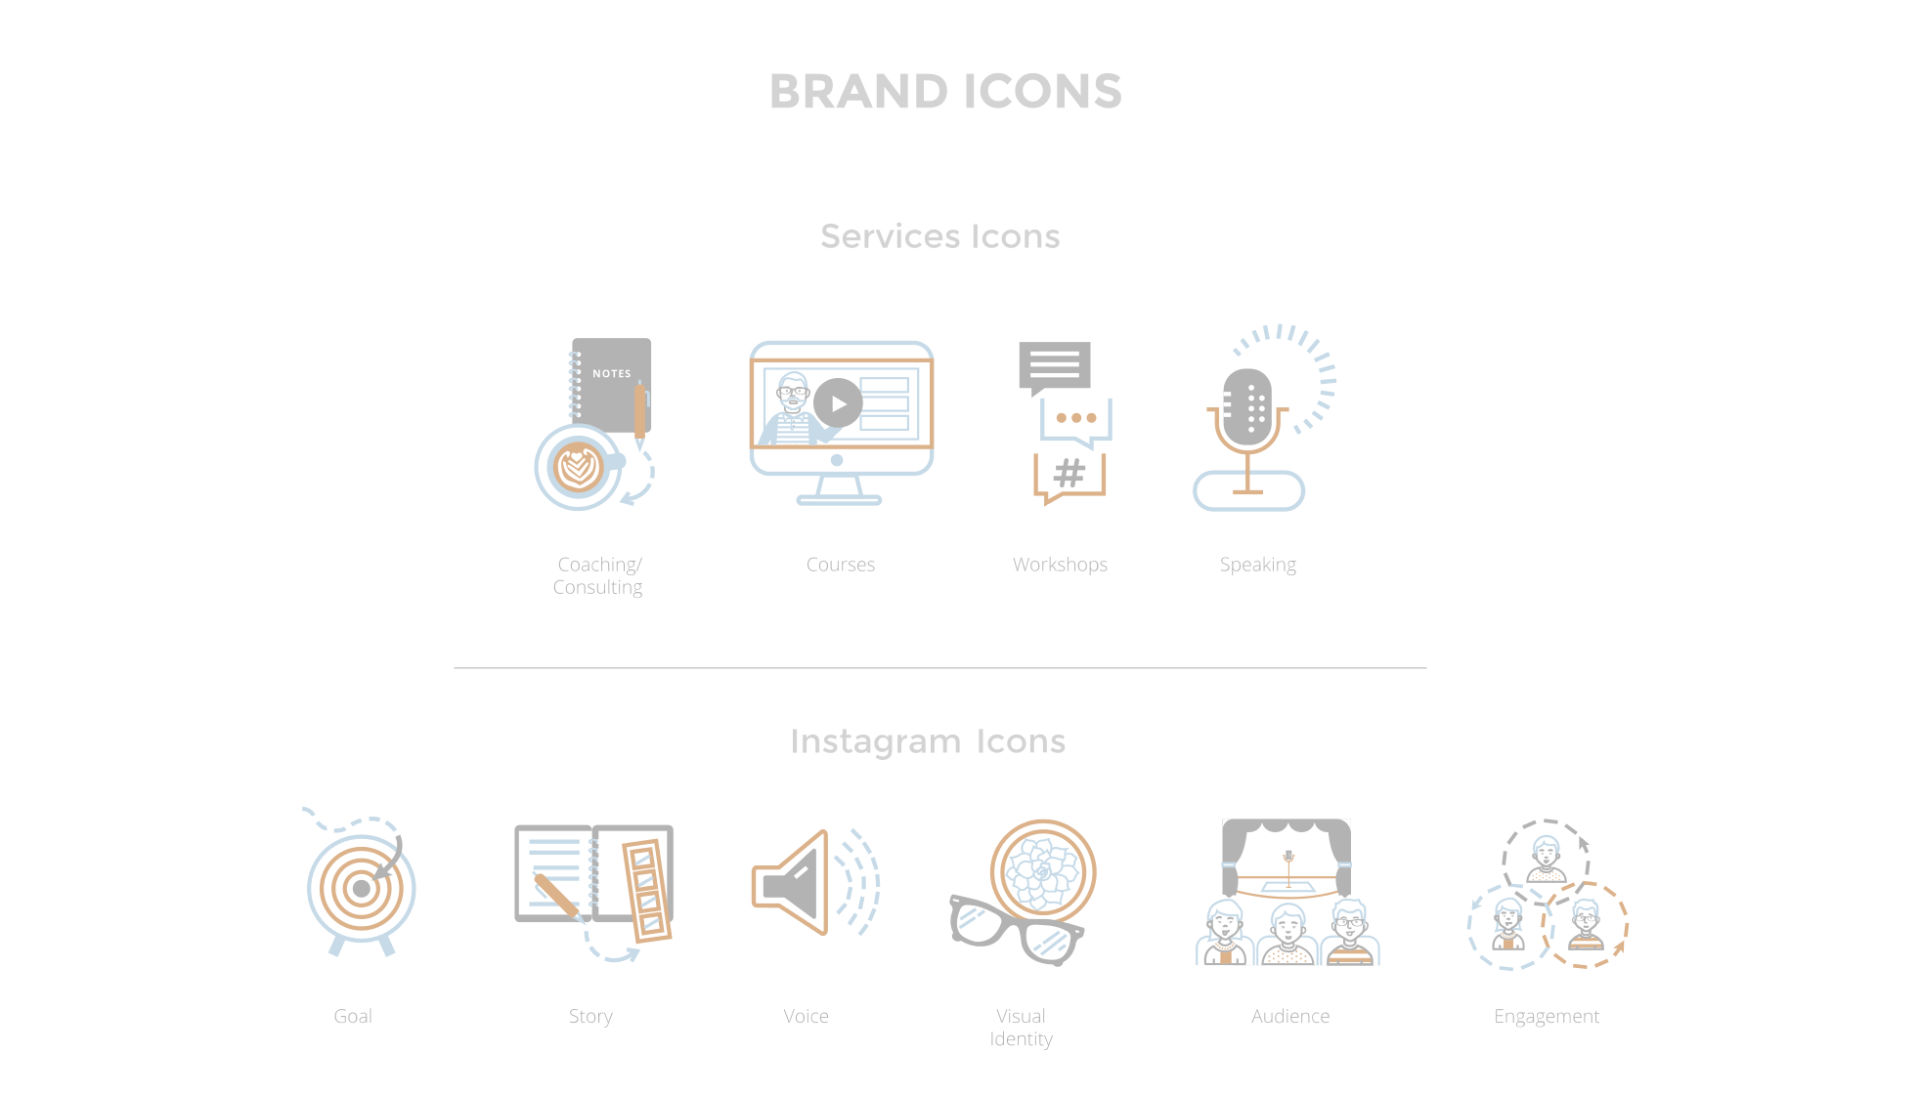 BRAND ICONS
Services Icons
NOTES
#
Coaching/
Consulting
Courses
Workshops
Speaking
Instagram Icons
Goal
Story
Voice
Visual
Identity
Audience
Engagement